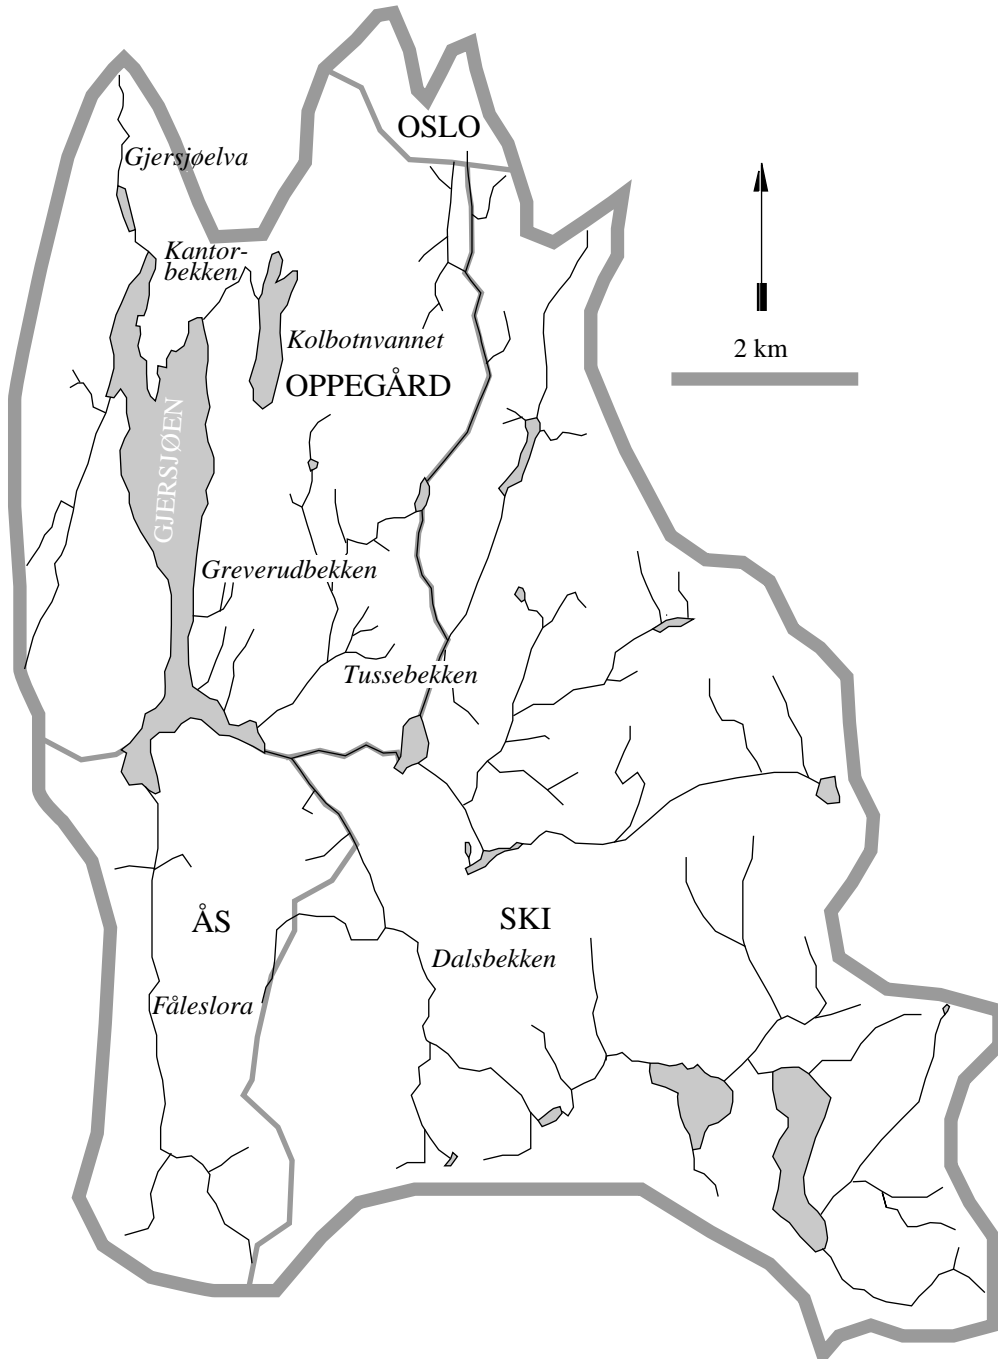 OSLO
Gjersjøelva
Kantor-
bekken
Kolbotnvannet
2 km
OPPEGÅRD
GJERSJØEN
Greverudbekken
Tussebekken
ÅS
SKI
Dalsbekken
Fåleslora